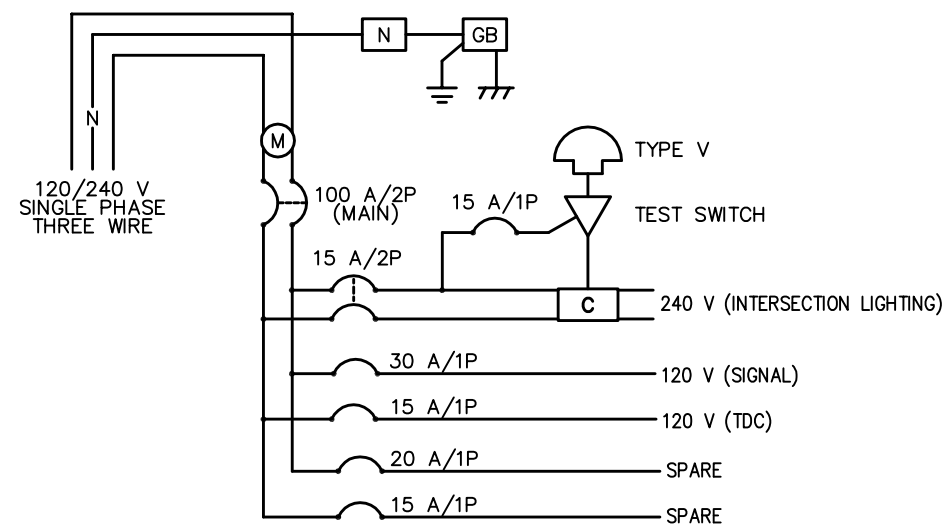 N
GB
N
M
TYPE V
120/240 V
SINGLE PHASE
THREE WIRE
100 A/2P
(MAIN)
15 A/1P
TEST SWITCH
15 A/2P
C
240 V (INTERSECTION LIGHTING)
30 A/1P
120 V (SIGNAL)
15 A/1P
120 V (TDC)
20 A/1P
SPARE
15 A/1P
SPARE